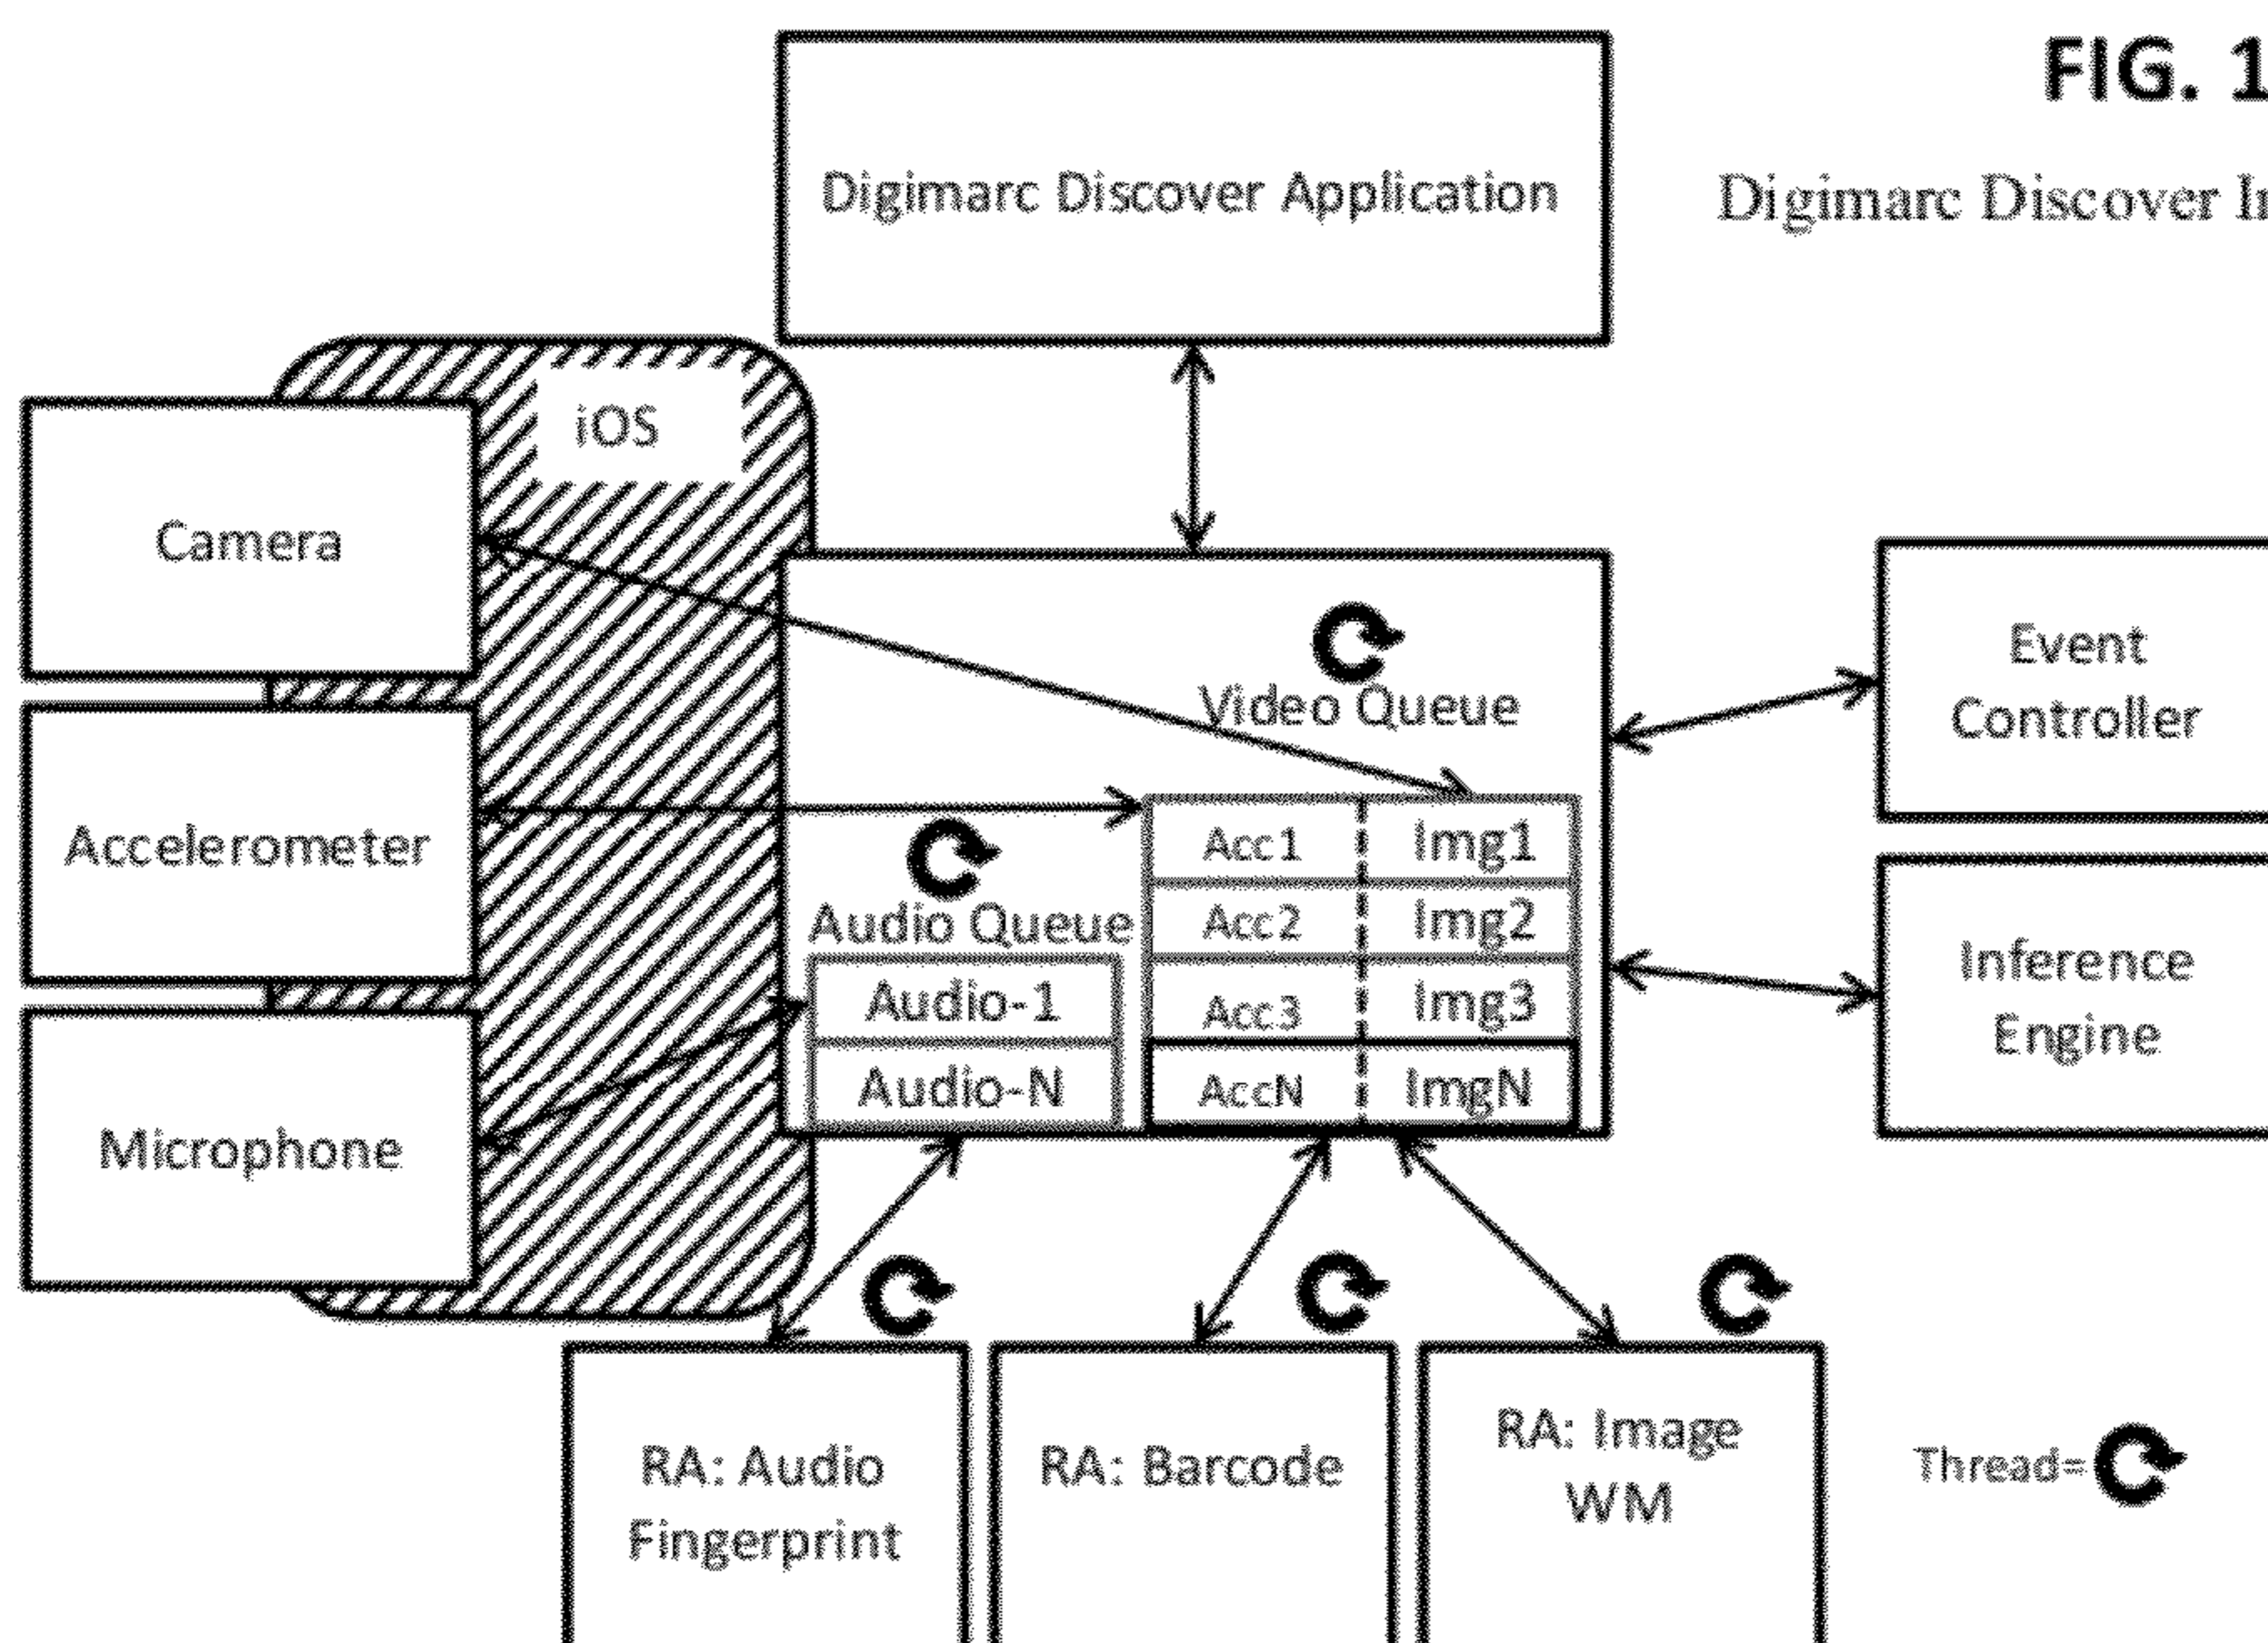 FIG. 1
Digimarc Discover Application
Digimarc Discover
iOS
Camera
Video Queue
Event
Controller
Accelerometer
Acc1
Img1
Audio Queue
Acc2
Img2
Audio-1
Acc3
Img3
Inference
Engine
Audio-N
AccN
ImgN
Microphone
RA: Audio
Fingerprint
RA: Barcode
RA: Image
WM
Thread=